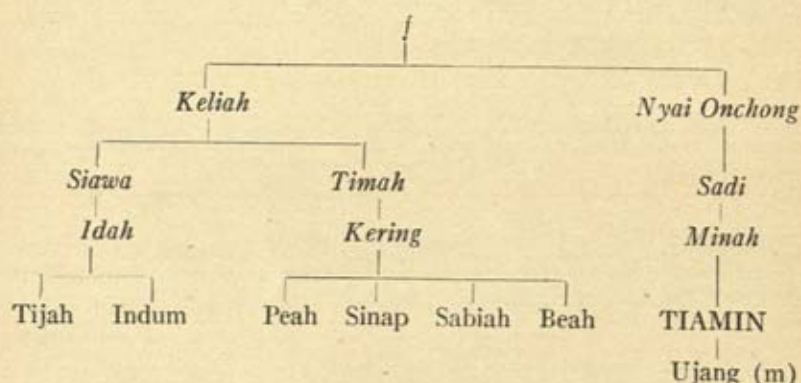 f
Keliah Nyai Onchong
Siawa Timah Sadi
Idah Kering Minah
Tijah Indum Peah Sinap Sabiah Beah TIAMIN
Ujang (m)